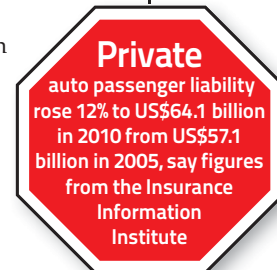 Private
auto passenger liability
rose 12% to US$64.1 billion
in 2010 from US$57.1
billion in 2005, say figures
from the Insurance
Information
Institute